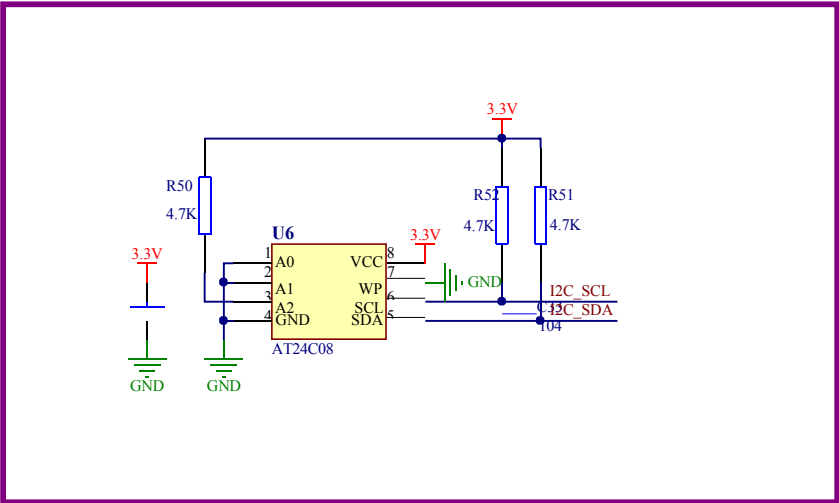 3.3V
R50
4.7K
R52
4.7K
R51
4.7K
U6
3.3V
3.3V
1
A0
2
A1
3
A2
4
GND
8
VCC
7
WP
6
SCL
5
SDA
AT24C08
GND
I2C_SCL
I2C_SDA
104
GND
GND